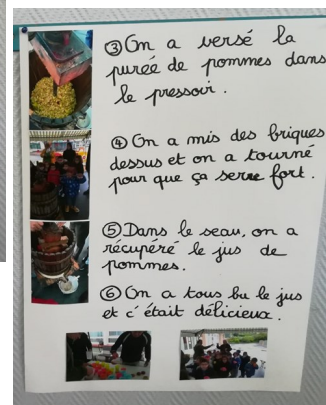 ③ On a versé la
purée de pommes dans
le pressoir.
④ On a mis des briques
dessus et on a tourné
pour que ça serre fort.
⑤ Dans le seau, on a
récupéré le jus de
pommes.
⑥ On a tous bu le jus
et c'était délicieux.